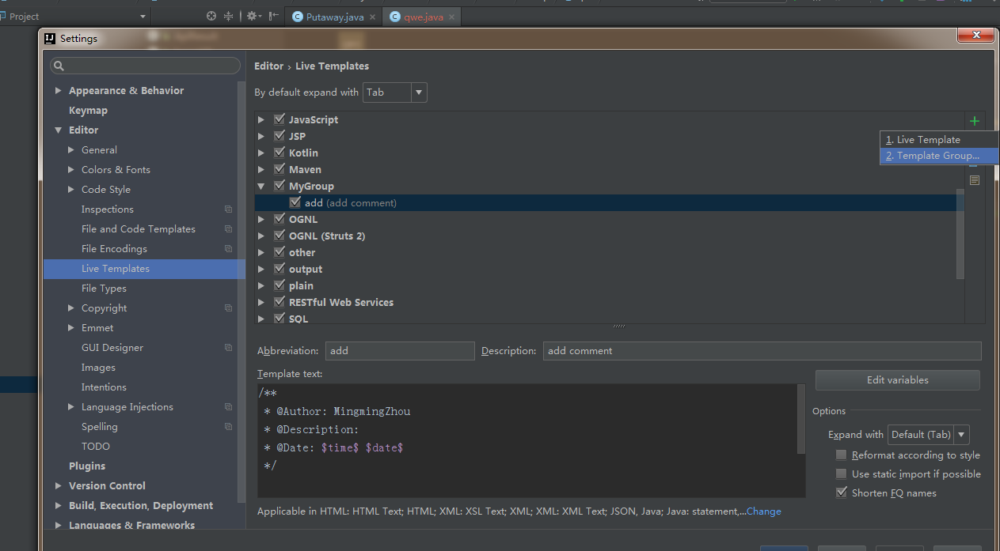 Project
Putaway.java
qwe.java
Settings
Editor › Live Templates
By default expand with Tab
Appearance & Behavior
Keymap
Editor
General
Colors & Fonts
Code Style
Inspections
File and Code Templates
File Encodings
Live Templates
File Types
Copyright
Emmet
GUI Designer
Images
Intentions
Language Injections
Spelling
TODO
Plugins
Version Control
Build, Execution, Deployment
Languages & Frameworks
JavaScript
JSP
Kotlin
Maven
MyGroup
add (add comment)
OGNL
OGNL (Struts 2)
other
output
plain
RESTful Web Services
SQL
1. Live Template
2. Template Group...
Abbreviation: add
Description: add comment
Template text:
/**
* @Author: MingmingZhou
* @Description:
* @Date: $time$ $date$
*/
Edit variables
Options
Expand with Default (Tab)
Reformat according to style
Use static import if possible
Shorten FQ names
Applicable in HTML: HTML Text; HTML; XML: XSL Text; XML; XML: XML Text; JSON, Java; Java: statement,...Change